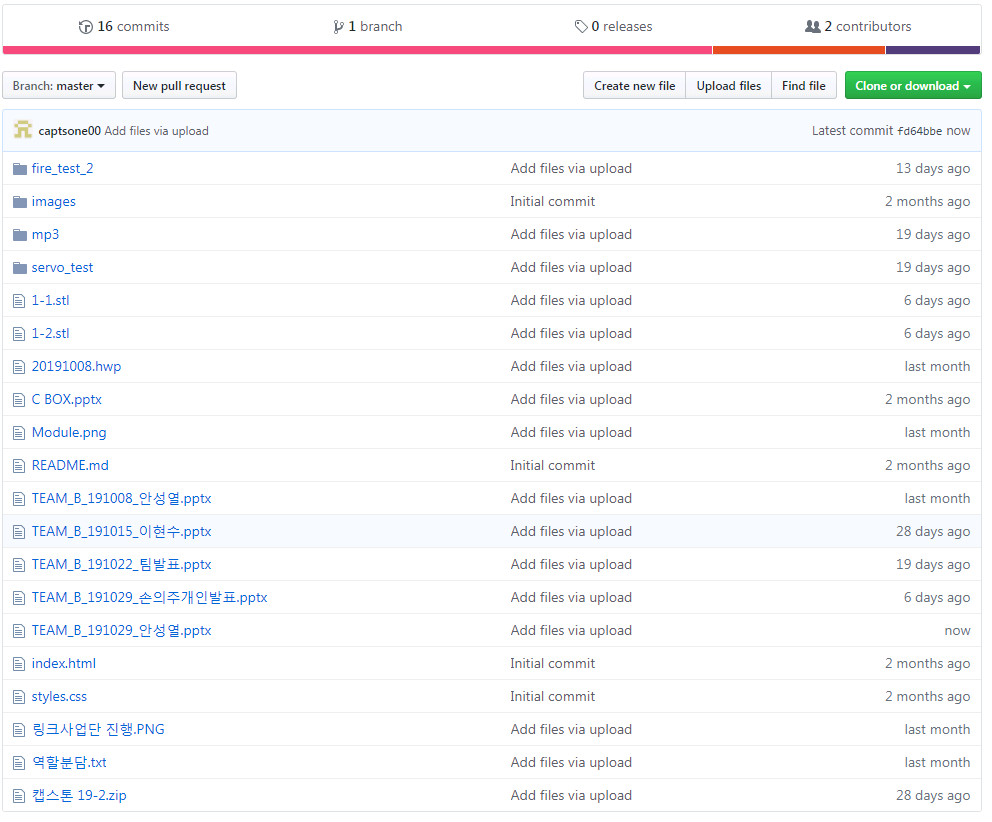 16 commits 1 branch 0 releases 2 contributors
Branch: master New pull request Create new file Upload files Find file Clone or download
captsone00 Add files via upload Latest commit fd64bbe now
fire_test_2 Add files via upload 13 days ago
images Initial commit 2 months ago
mp3 Add files via upload 19 days ago
servo_test Add files via upload 19 days ago
1-1.stl Add files via upload 6 days ago
1-2.stl Add files via upload 6 days ago
20191008.hwp Add files via upload last month
C BOX.pptx Add files via upload 2 months ago
Module.png Add files via upload last month
README.md Initial commit 2 months ago
TEAM_B_191008_안성열.pptx Add files via upload last month
TEAM_B_191015_이현수.pptx Add files via upload 28 days ago
TEAM_B_191022_팀발표.pptx Add files via upload 19 days ago
TEAM_B_191029_손의주개인발표.pptx Add files via upload 6 days ago
TEAM_B_191029_안성열.pptx Add files via upload now
index.html Initial commit 2 months ago
styles.css Initial commit 2 months ago
링크사업단 진행.PNG Add files via upload last month
역할분담.txt Add files via upload last month
캡스톤 19-2.zip Add files via upload 28 days ago